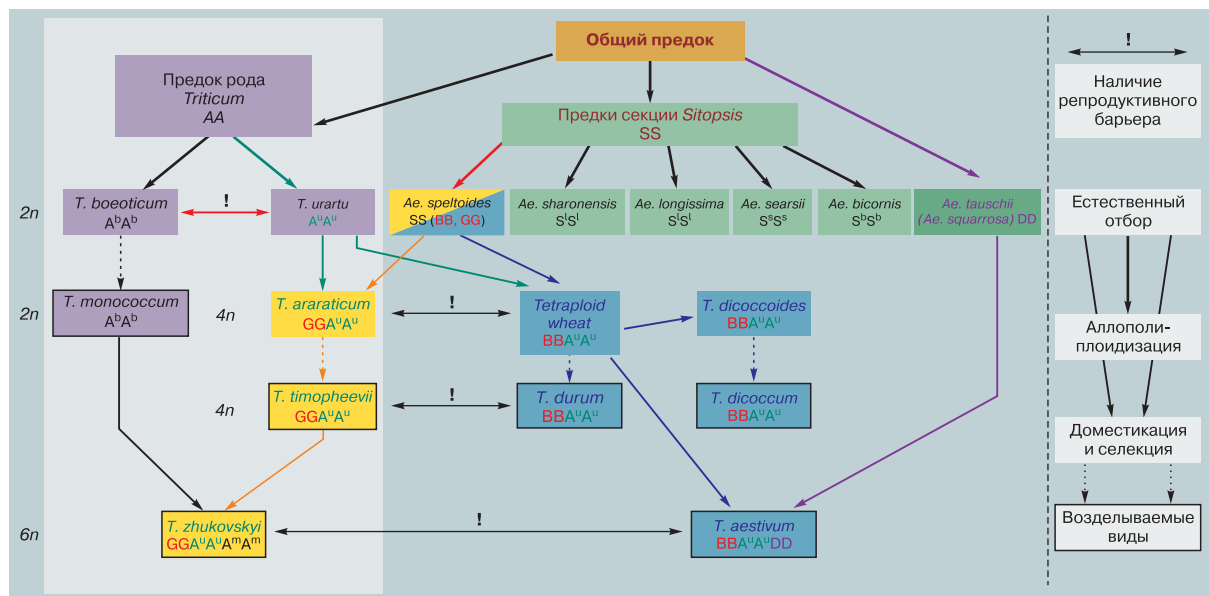 Общий предок
!
Предок рода
Triticum
AA
Наличие
репродуктивного
барьера
Предки секции Sitopsis
SS
2n
T. boeoticum
AᵇAᵇ
!
T. urartu
AᵘAᵘ
Ae. speltoides
SS (BB, GG)
Ae. sharonensis
SˡSˡ
Ae. longissima
SˡSˡ
Ae. searsii
SˢSˢ
Ae. bicornis
SᵇSᵇ
Ae. tauschii
(Ae. squarrosa) DD
Естественный
отбор
2n
T. monococcum
AᵇAᵇ
4n
T. araraticum
GGAᵘAᵘ
!
Tetraploid
wheat
BBAᵘAᵘ
T. dicoccoides
BBAᵘAᵘ
Аллополи-
плоидизация
4n
T. timopheevii
GGAᵘAᵘ
!
T. durum
BBAᵘAᵘ
T. dicoccum
BBAᵘAᵘ
Доместикация
и селекция
6n
T. zhukovskyi
GGAᵘAᵘAᵐAᵐ
!
T. aestivum
BBAᵘAᵘDD
Возделываемые
виды